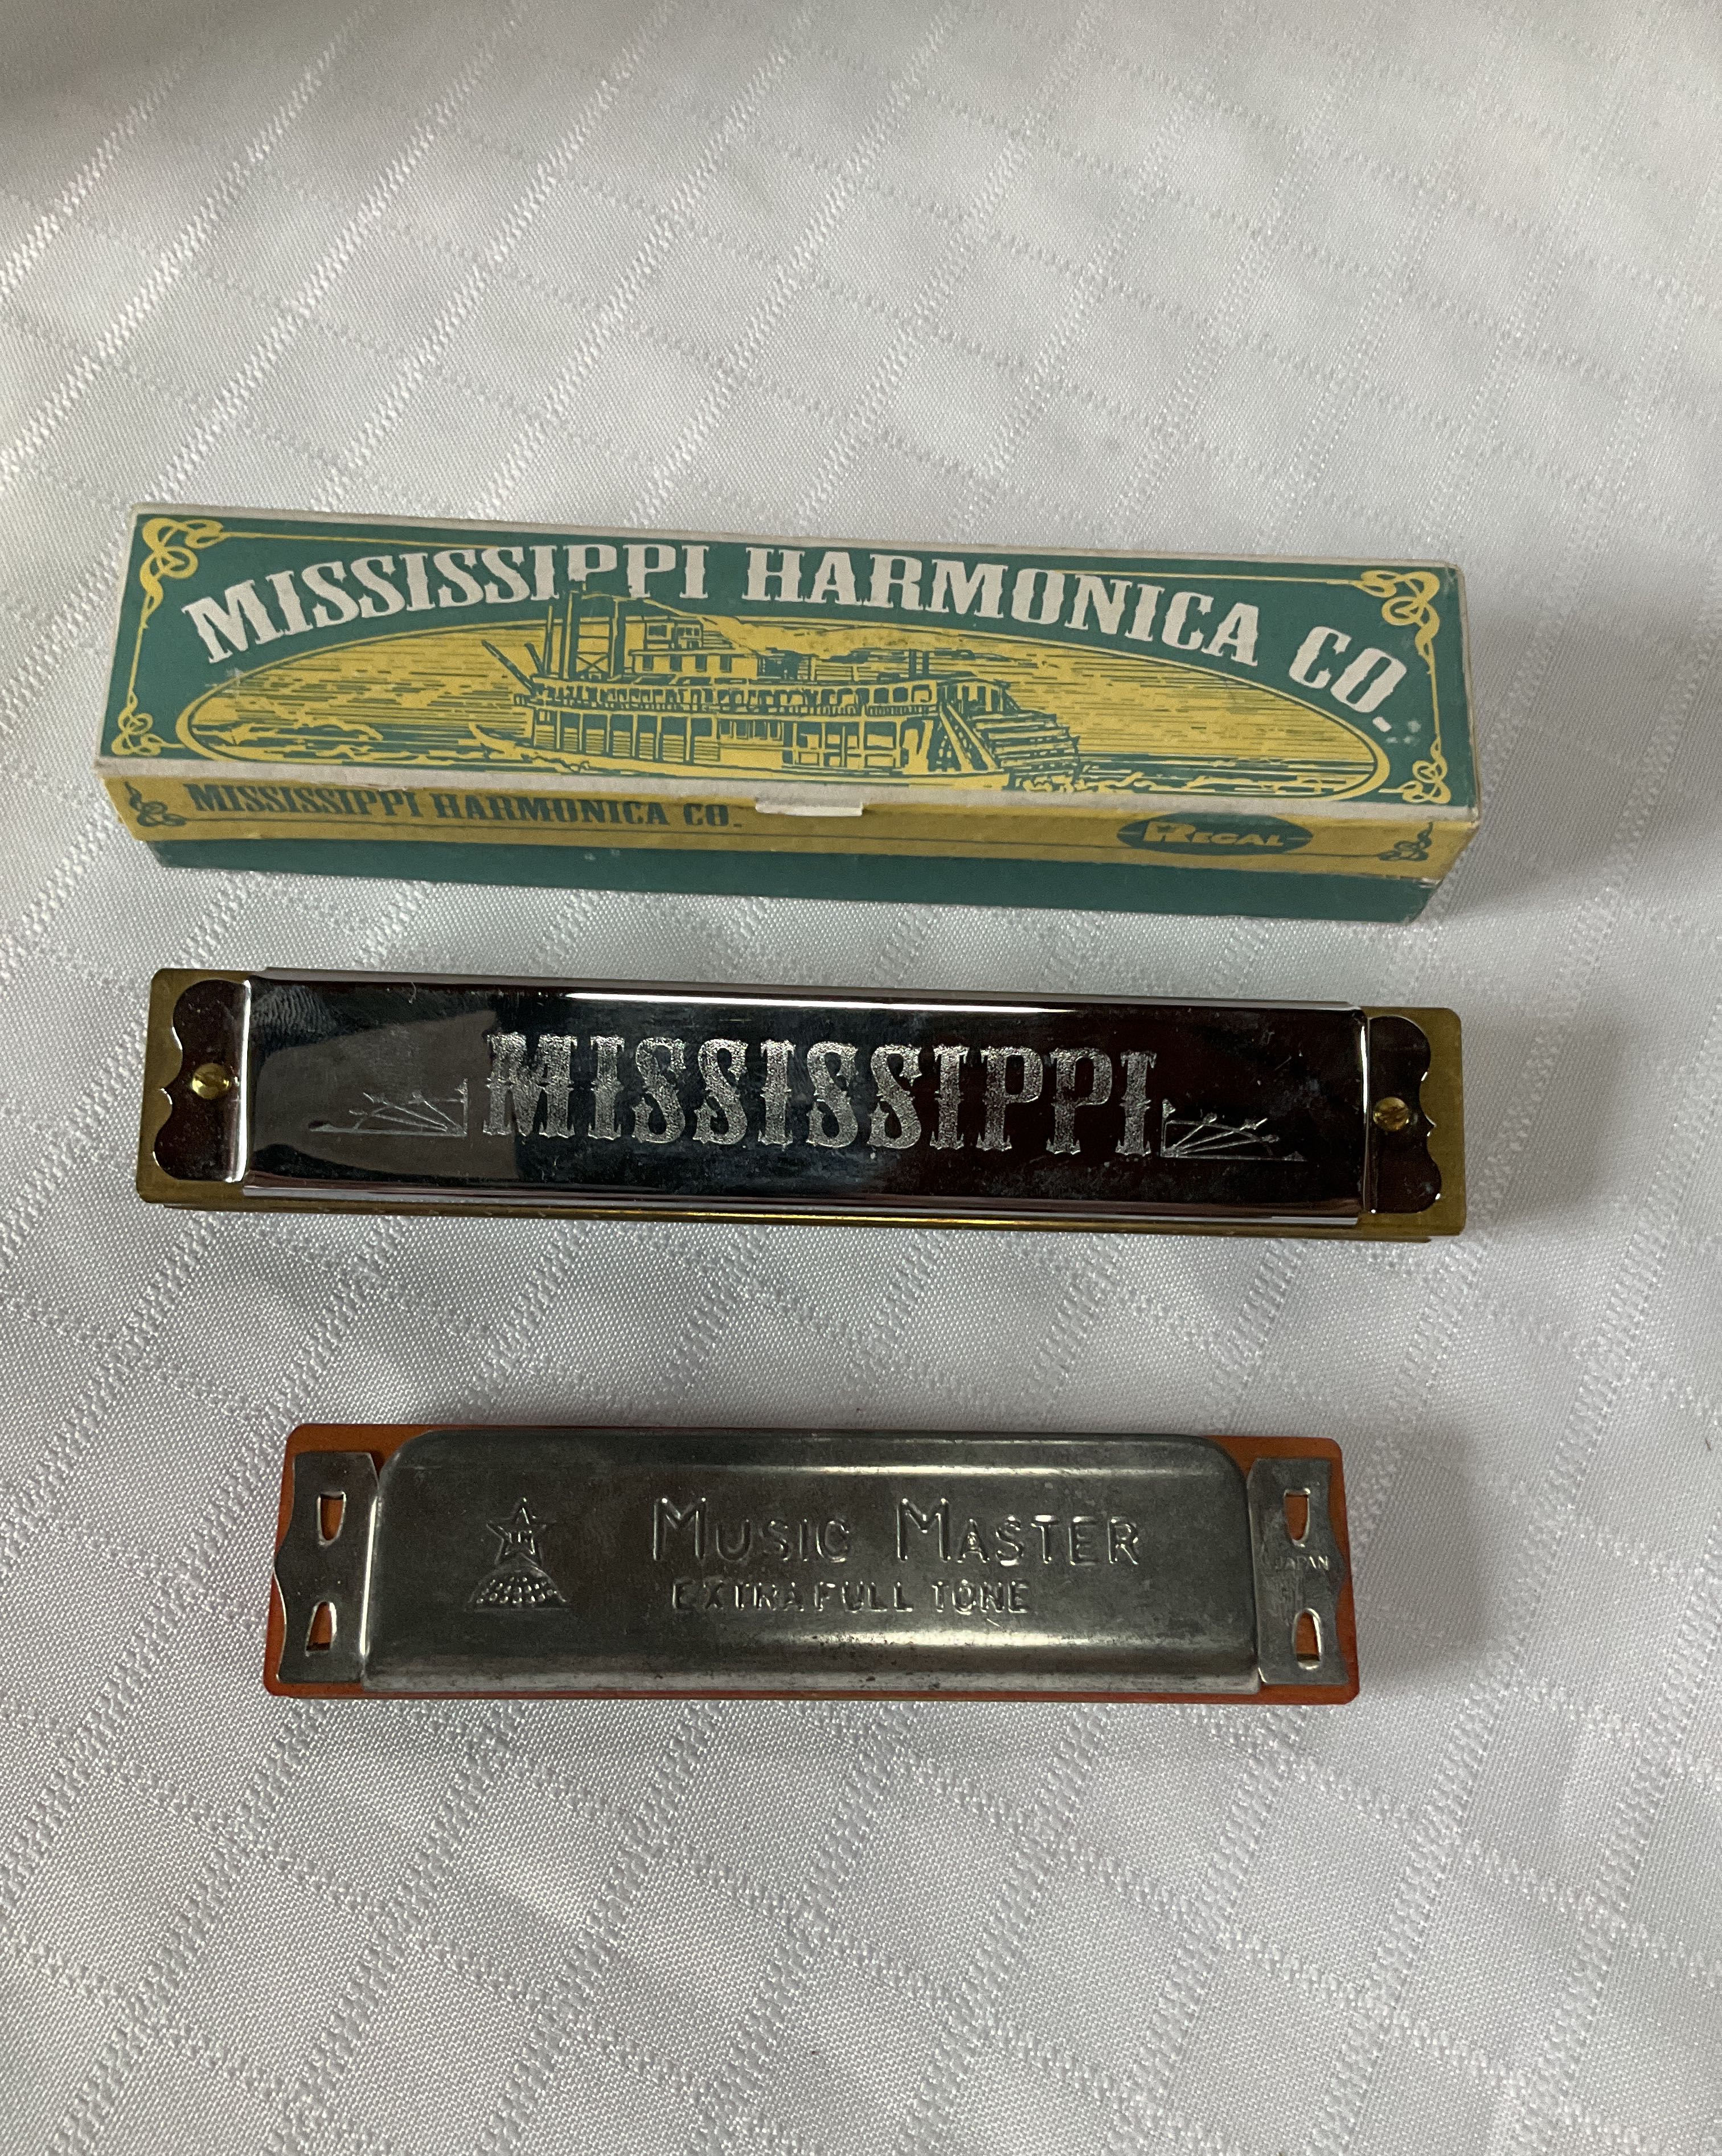 MISSISSIPPI HARMONICA CO.
MISSISSIPPI HARMONICA CO.
REGAL
MISSISSIPPI
MUSIC MASTER
EXTRA FULL TONE
JAPAN